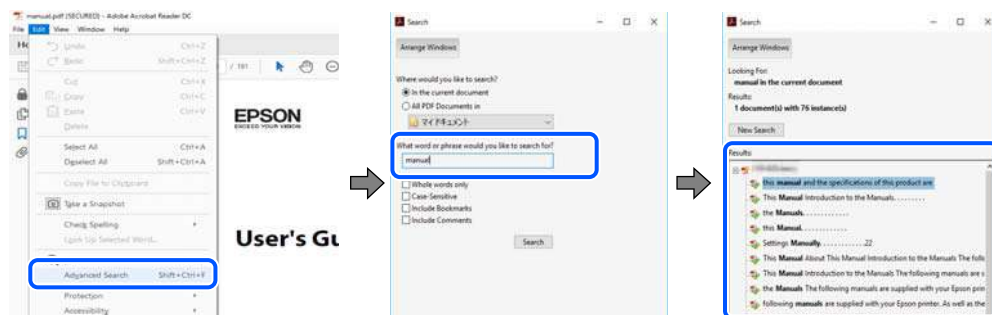 manual.pdf (SECURED) - Adobe Acrobat Reader DC
File Edit View Window Help
Undo Ctrl+Z
Redo Shift+Ctrl+Z
Cut Ctrl+X
Copy Ctrl+C
Paste Ctrl+V
Delete
Select All Ctrl+A
Deselect All Shift+Ctrl+A
Copy File to Clipboard
Take a Snapshot
Check Spelling
Look Up Selected Word...
Advanced Search Shift+Ctrl+F
Protection
Accessibility
/ 191
EPSON
EXCEED YOUR VISION
User's Gu
Search
Arrange Windows
Where would you like to search?
In the current document
All PDF Documents in
マイドキュメント
What word or phrase would you like to search for?
manual
Whole words only
Case-Sensitive
Include Bookmarks
Include Comments
Search
Search
Arrange Windows
Looking For:
manual in the current document
Results:
1 document(s) with 76 instance(s)
New Search
Results:
this manual and the specifications of this product are
This Manual Introduction to the Manuals. . . . . . . .
the Manuals. . . . . . . . . . . .
this Manual. . . . . . . . . . . .
Settings Manually. . . . . . . . . . . .22
This Manual About This Manual Introduction to the Manuals The foll
This Manual Introduction to the Manuals The following manuals are s
the Manuals The following manuals are supplied with your Epson prin
following manuals are supplied with your Epson printer. As well as the